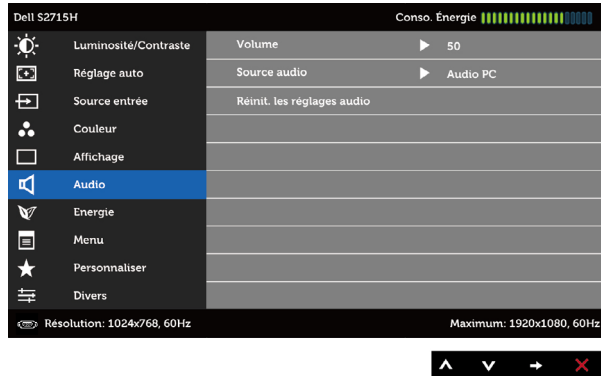 Dell S2715H Conso. Énergie
Luminosité/Contraste Volume 50
Réglage auto Source audio Audio PC
Source entrée Réinit. les réglages audio
Couleur
Affichage
Audio
Energie
Menu
Personnaliser
Divers
Résolution: 1024x768, 60Hz Maximum: 1920x1080, 60Hz